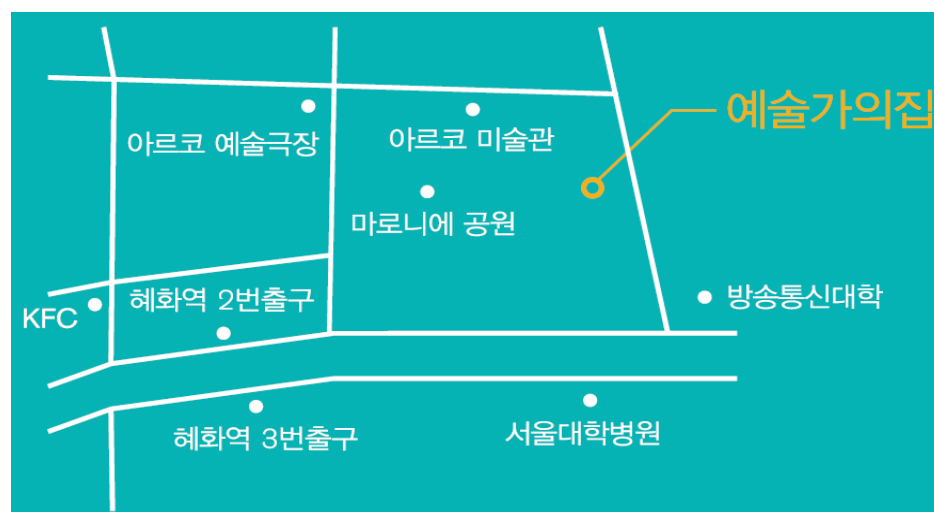 예술가의집
아르코 예술극장
아르코 미술관
마로니에 공원
혜화역 2번출구
방송통신대학
KFC
혜화역 3번출구
서울대학병원